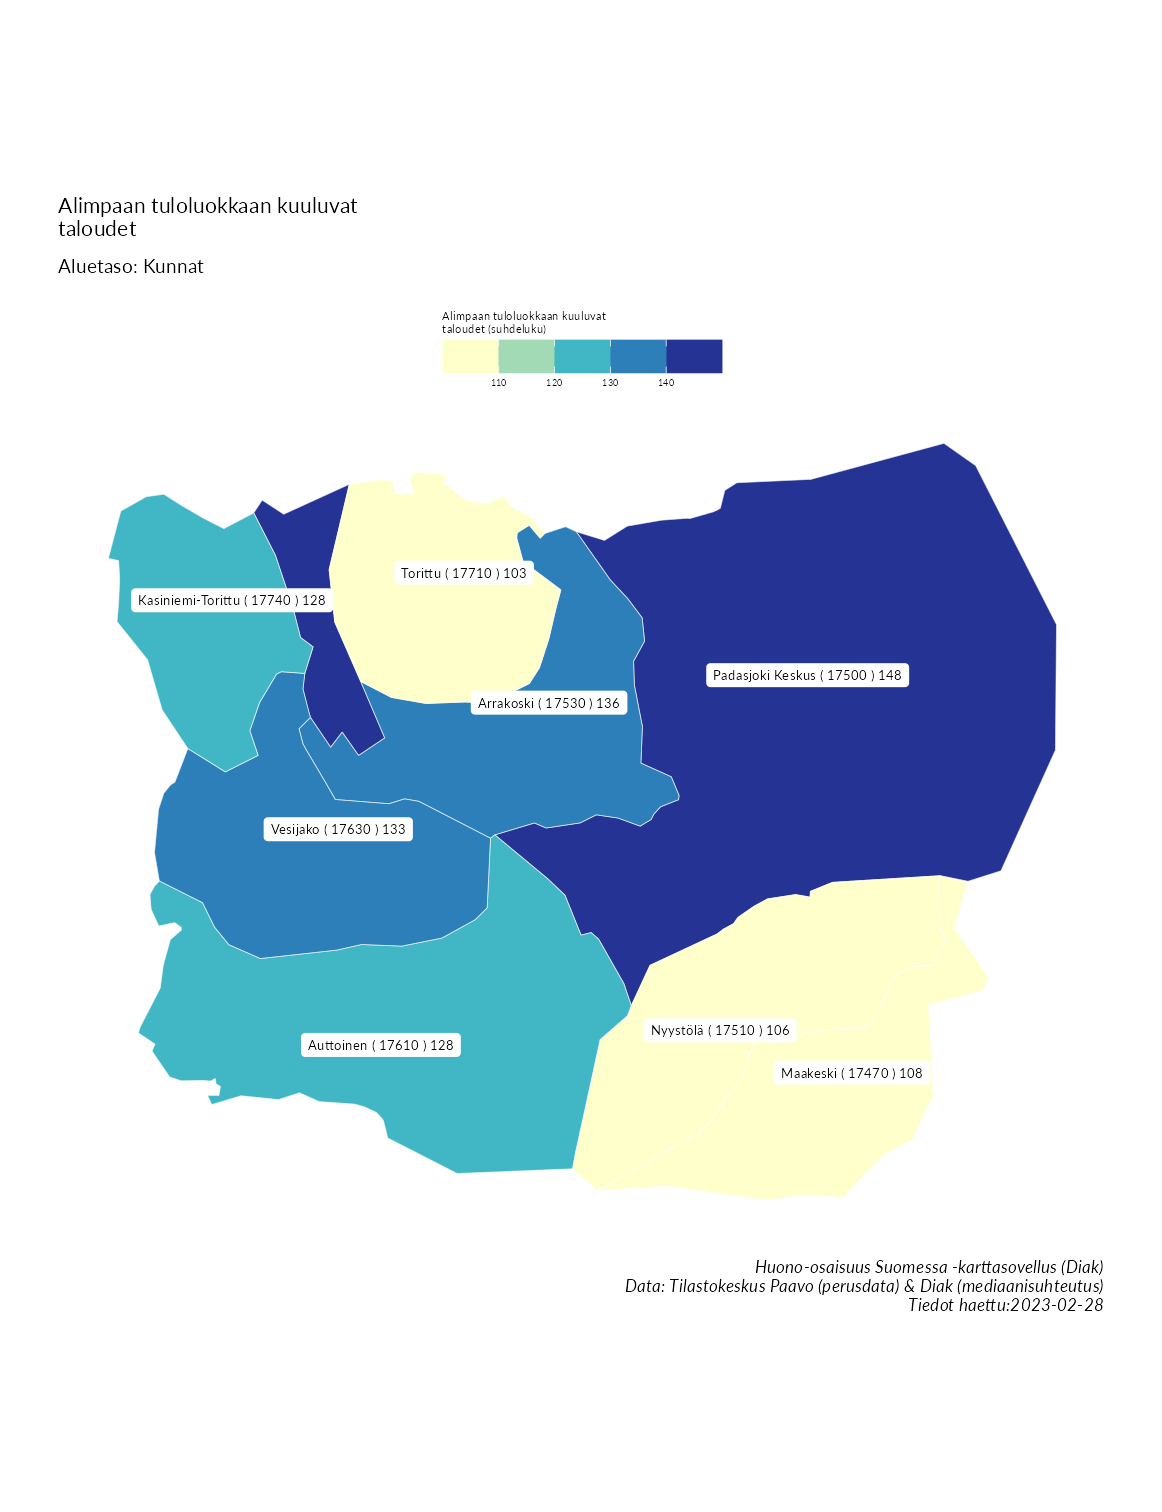 Alimpaan tuloluokkaan kuuluvat
taloudet
Aluetaso: Kunnat
Alimpaan tuloluokkaan kuuluvat
taloudet (suhdeluku)
110 120 130 140
Torittu ( 17710 ) 103
Kasiniemi-Torittu ( 17740 ) 128
Padasjoki Keskus ( 17500 ) 148
Arrakoski ( 17530 ) 136
Vesijako ( 17630 ) 133
Nyystölä ( 17510 ) 106
Auttoinen ( 17610 ) 128
Maakeski ( 17470 ) 108
Huono-osaisuus Suomessa -karttasovellus (Diak)
Data: Tilastokeskus Paavo (perusdata) & Diak (mediaanisuhteutus)
Tiedot haettu:2023-02-28